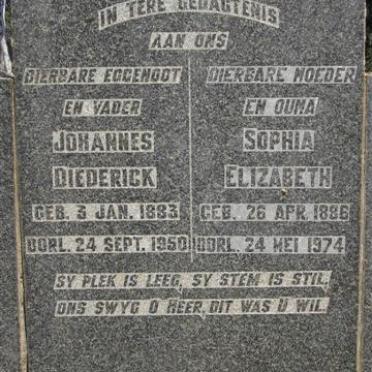 IN TERE GEDAGTENIS
AAN ONS
DIERBARE EGGENOOT
EN VADER
JOHANNES
DIEDERICK
GEB. 3 JAN. 1883
OORL. 24 SEPT. 1950
DIERBARE MOEDER
EN OUMA
SOPHIA
ELIZABETH
GEB. 26 APR. 1886
OORL. 24 MEI 1974
SY PLEK IS LEEG, SY STEM IS STIL,
ONS SWYG O HEER, DIT WAS U WIL.